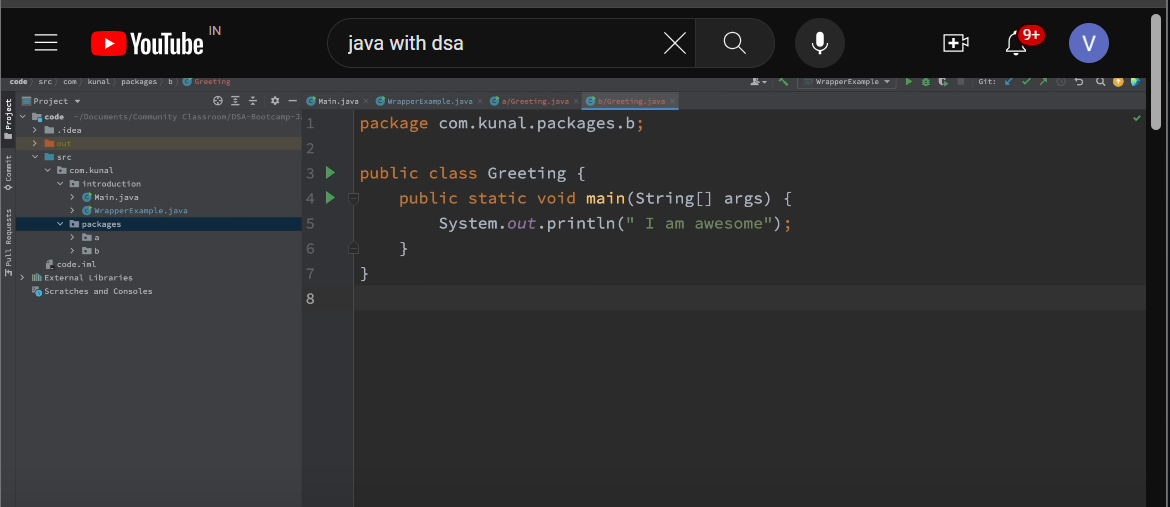 YouTube IN
java with dsa
9+
V
code src com kunal packages b Greeting
WrapperExample
Git:
Project
Main.java WrapperExample.java a/Greeting.java b/Greeting.java
Project
Commit
Pull Requests
code ~/Documents/Community Classroom/DSA-Bootcamp-J
.idea
out
src
com.kunal
introduction
Main.java
WrapperExample.java
packages
a
b
code.iml
External Libraries
Scratches and Consoles
1 package com.kunal.packages.b;
2
3 public class Greeting {
4 public static void main(String[] args) {
5 System.out.println(" I am awesome");
6 }
7 }
8